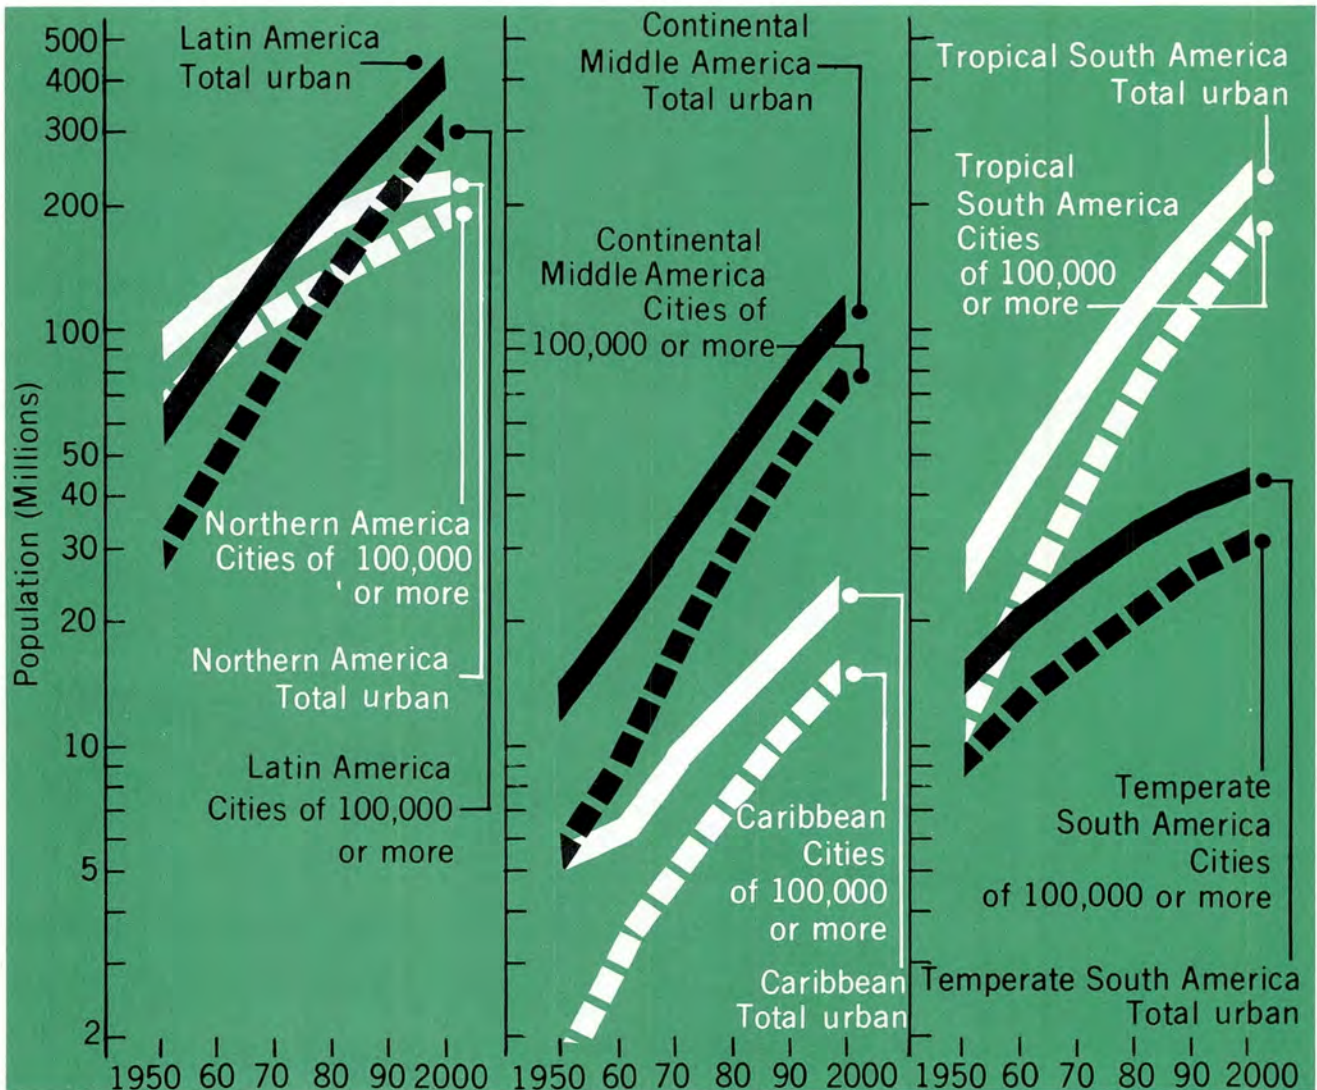 Population (Millions)
500
400
300
200
100
50
40
30
20
10
5
2
Latin America
Total urban
Northern America
Cities of 100,000
or more
Northern America
Total urban
Latin America
Cities of 100,000
or more
1950 60 70 80 90 2000
Continental
Middle America
Total urban
Continental
Middle America
Cities of
100,000 or more
Caribbean
Cities
of 100,000
or more
Caribbean
Total urban
1950 60 70 80 90 2000
Tropical South America
Total urban
Tropical
South America
Cities
of 100,000
or more
Temperate
South America
Cities
of 100,000 or more
Temperate South America
Total urban
1950 60 70 80 90 2000